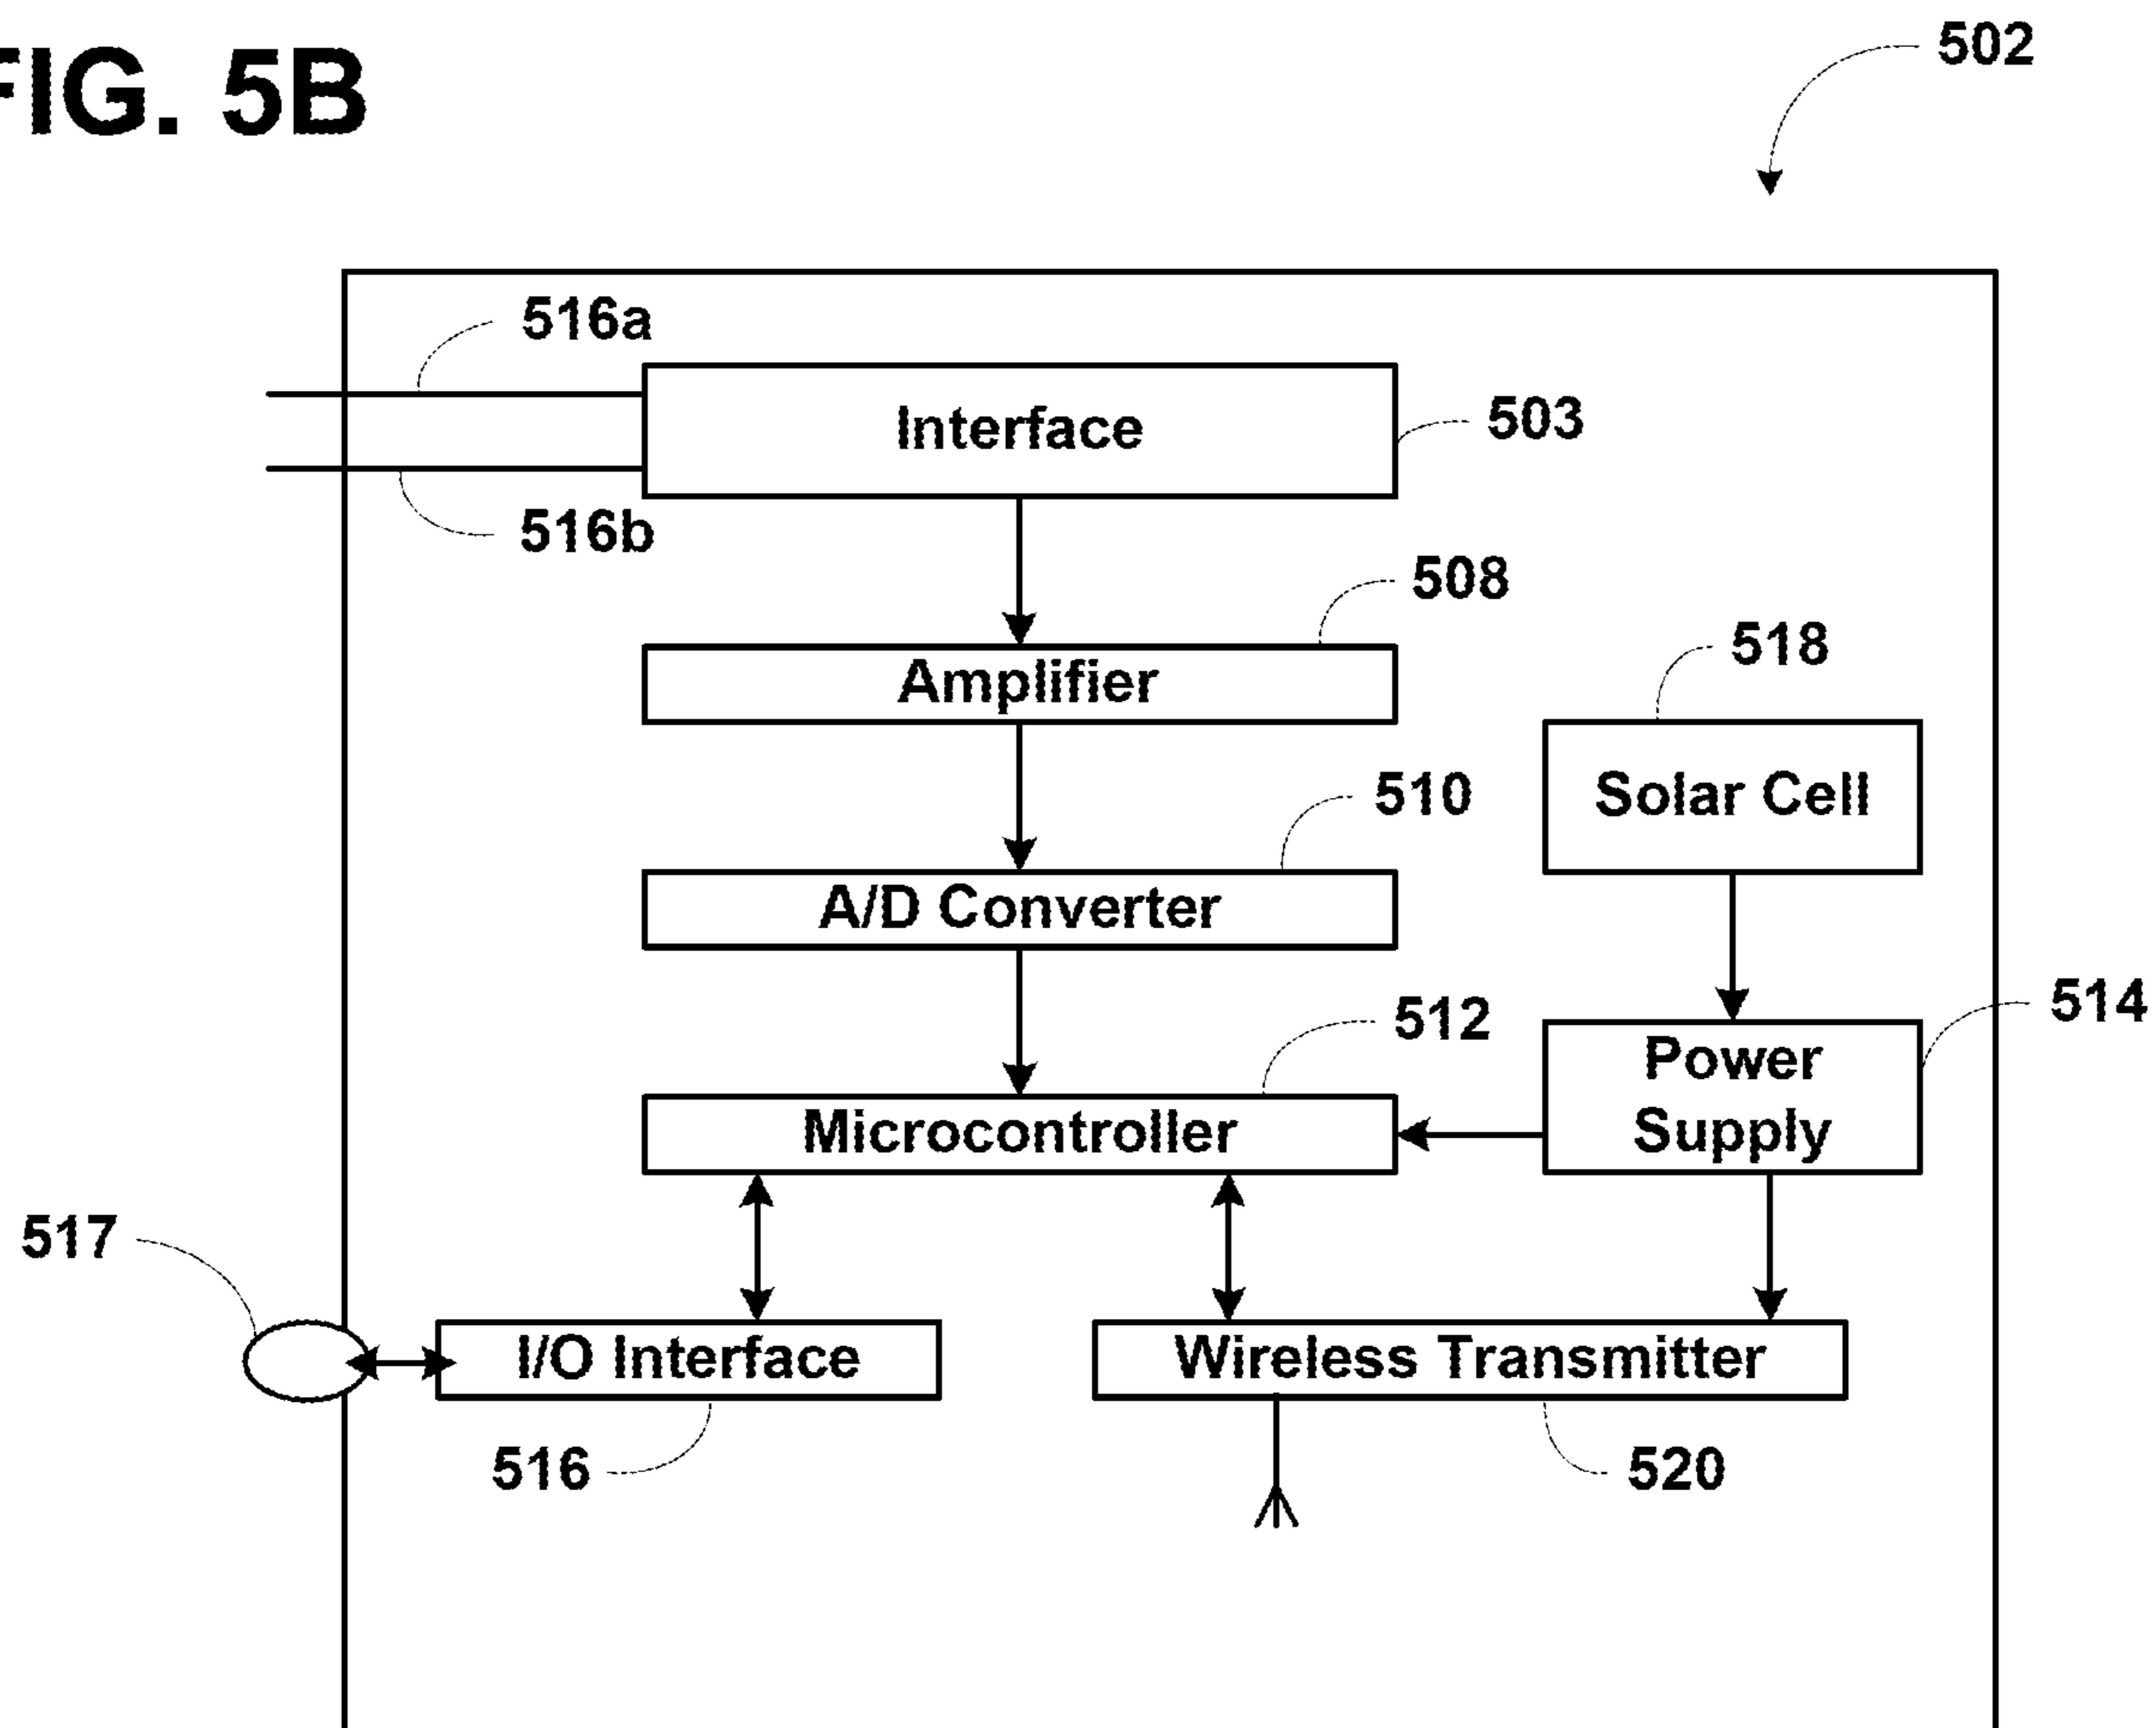 FIG. 5B
502
516a
Interface
503
516b
508
Amplifier
518
510
Solar Cell
A/D Converter
512
514
Power
Supply
Microcontroller
517
I/O Interface
Wireless Transmitter
516
520